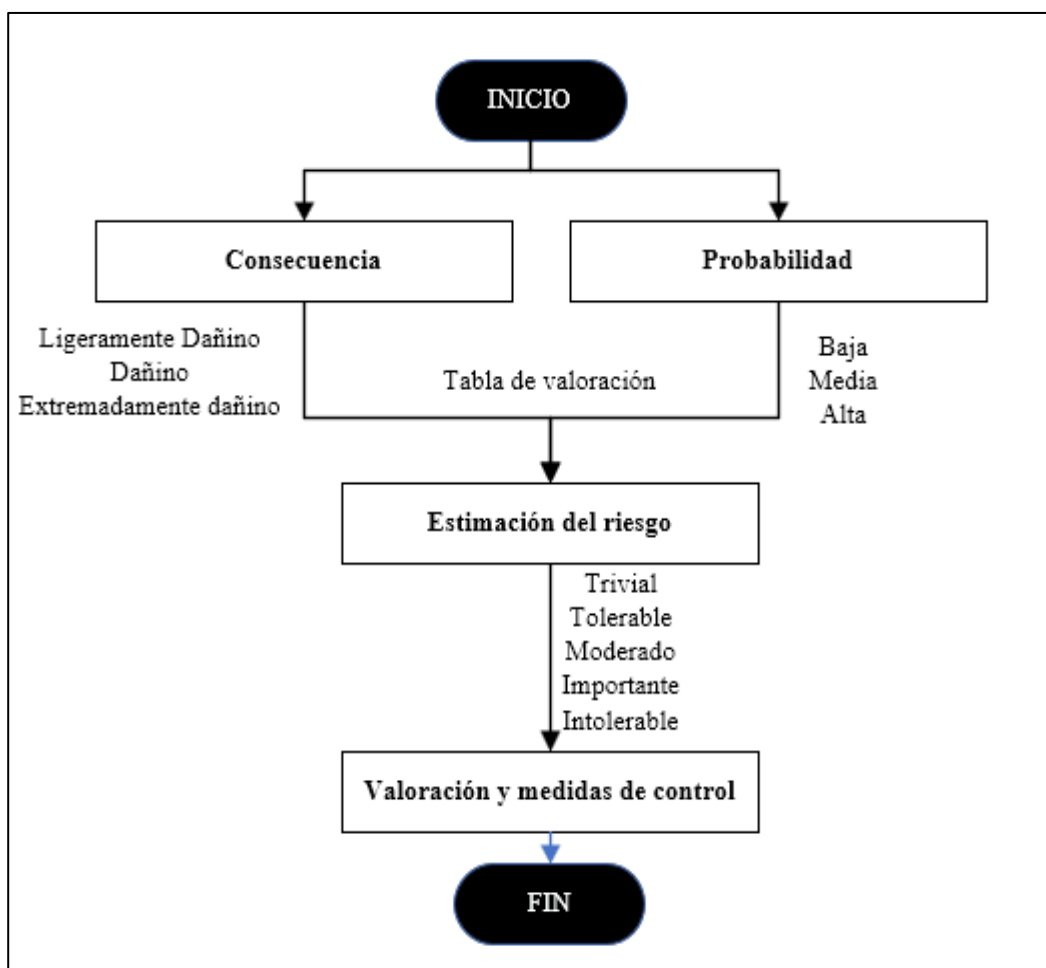 INICIO
Consecuencia
Probabilidad
Ligeramente Dañino
Dañino
Extremadamente dañino
Tabla de valoración
Baja
Media
Alta
Estimación del riesgo
Trivial
Tolerable
Moderado
Importante
Intolerable
Valoración y medidas de control
FIN